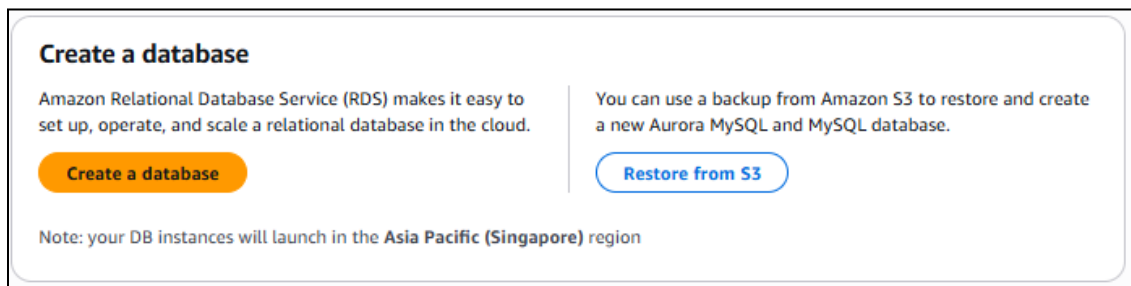 Create a database
Amazon Relational Database Service (RDS) makes it easy to
set up, operate, and scale a relational database in the cloud.
Create a database
You can use a backup from Amazon S3 to restore and create
a new Aurora MySQL and MySQL database.
Restore from S3
Note: your DB instances will launch in the Asia Pacific (Singapore) region